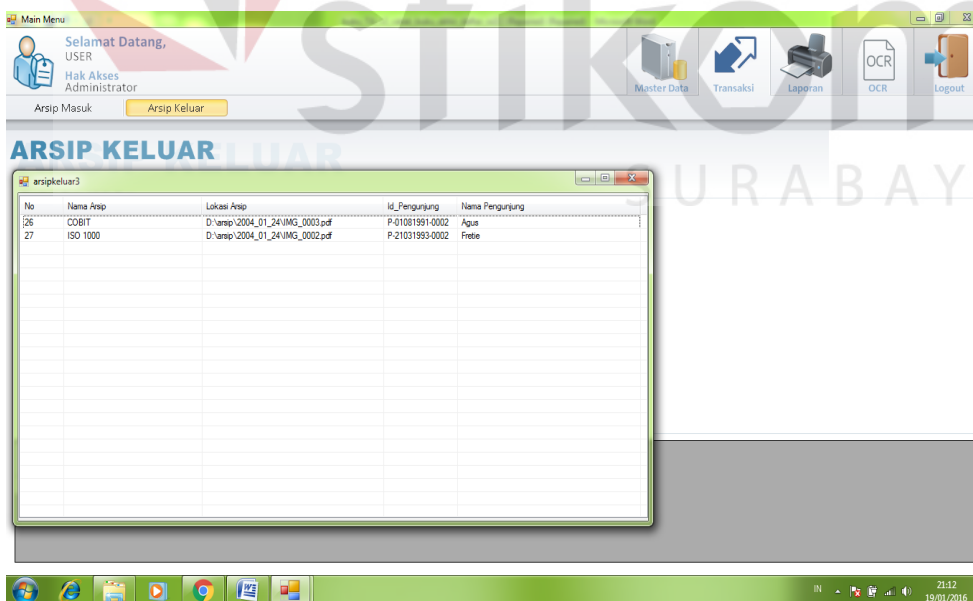 Main Menu
Selamat Datang,
USER
Hak Akses
Administrator
Master Data
Transaksi
Laporan
OCR
OCR
Logout
Arsip Masuk
Arsip Keluar
stikom
SURABAY
ARSIP KELUAR
arsipkeluar3
No Nama Arsip Lokasi Arsip Id_Pengunjung Nama Pengunjung
26 COBIT D:\arsip\2004_01_24\IMG_0003.pdf P-01081991-0002 Agus
27 ISO 1000 D:\arsip\2004_01_24\IMG_0002.pdf P-21031993-0002 Fretie
IN
21:12
19/01/2016